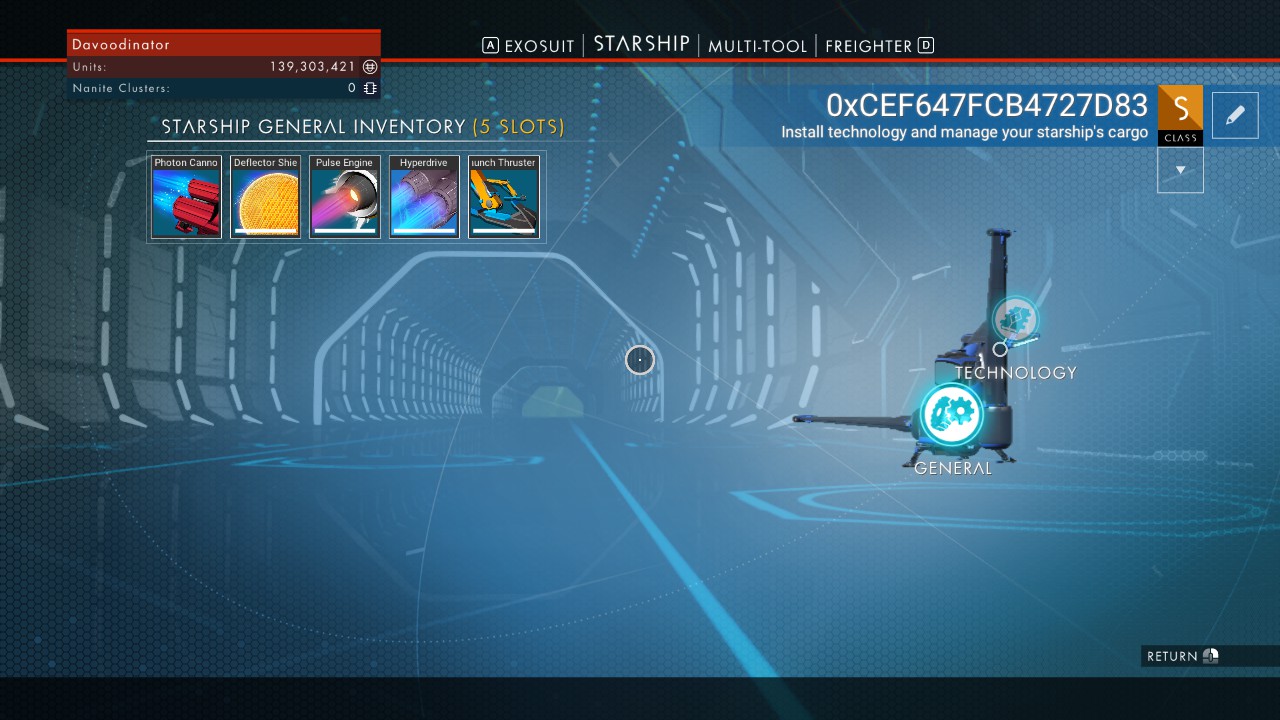 Davoodinator
Units: 139,303,421
Nanite Clusters: 0
A EXOSUIT STARSHIP MULTI-TOOL FREIGHTER D
0xCEF647FCB4727D83
Install technology and manage your starship's cargo
S
CLASS
STARSHIP GENERAL INVENTORY (5 SLOTS)
Photon Canno Deflector Shie Pulse Engine Hyperdrive unch Thruster
TECHNOLOGY
GENERAL
RETURN